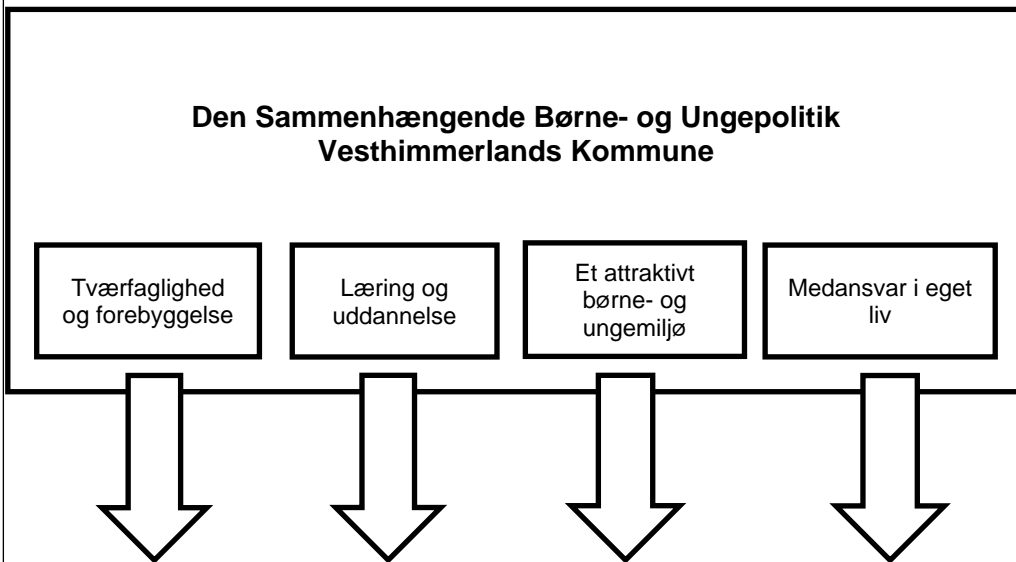 Den Sammenhængende Børne- og Ungepolitik
Vesthimmerlands Kommune
Tværfaglighed
og forebyggelse
Læring og
uddannelse
Et attraktivt
børne- og
ungemiljø
Medansvar i eget
liv